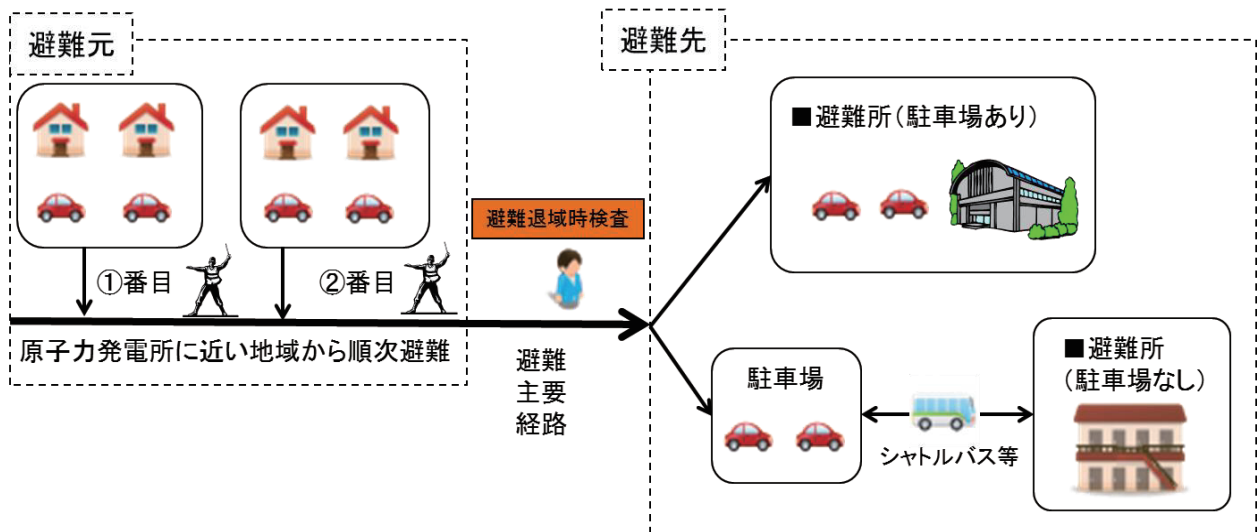 避難元
避難先
■避難所(駐車場あり)
避難退域時検査
①番目
②番目
原子力発電所に近い地域から順次避難
避難
主要
経路
駐車場
シャトルバス等
■避難所
(駐車場なし)